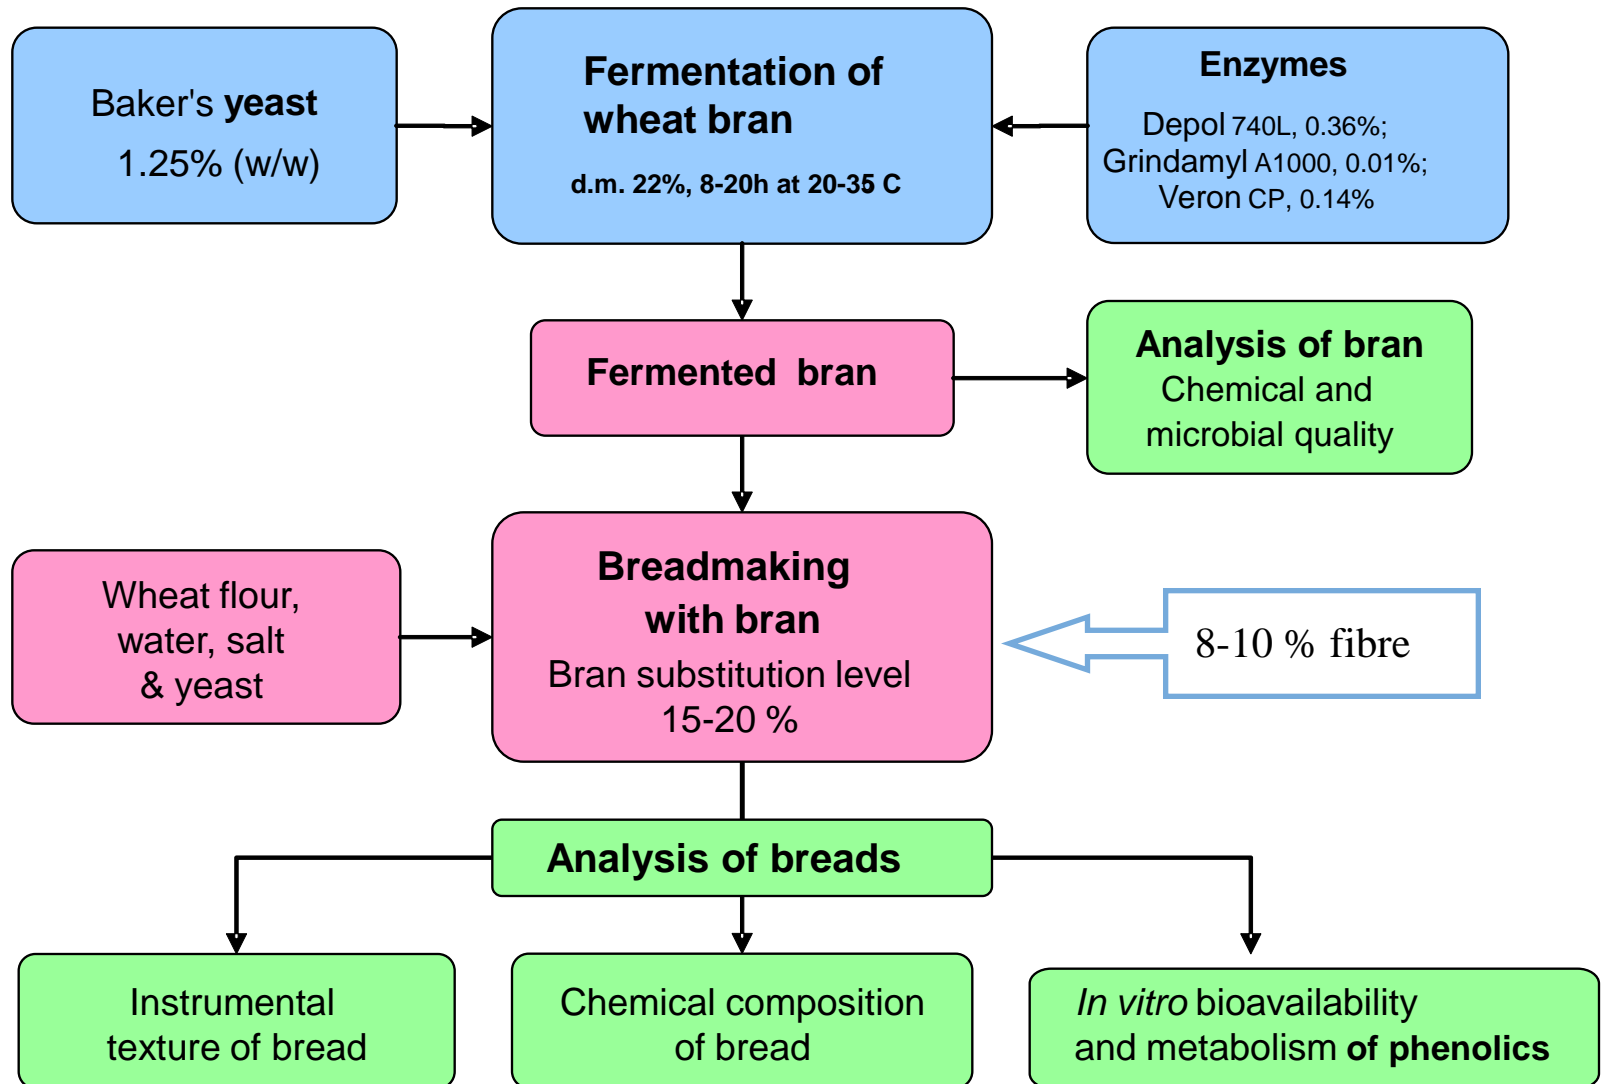 Baker's yeast
1.25% (w/w)
Fermentation of
wheat bran
d.m. 22%, 8-20h at 20-35 C
Enzymes
Depol 740L, 0.36%;
Grindamyl A1000, 0.01%;
Veron CP, 0.14%
Fermented bran
Analysis of bran
Chemical and
microbial quality
Wheat flour,
water, salt
& yeast
Breadmaking
with bran
Bran substitution level
15-20 %
8-10 % fibre
Analysis of breads
Instrumental
texture of bread
Chemical composition
of bread
In vitro bioavailability
and metabolism of phenolics